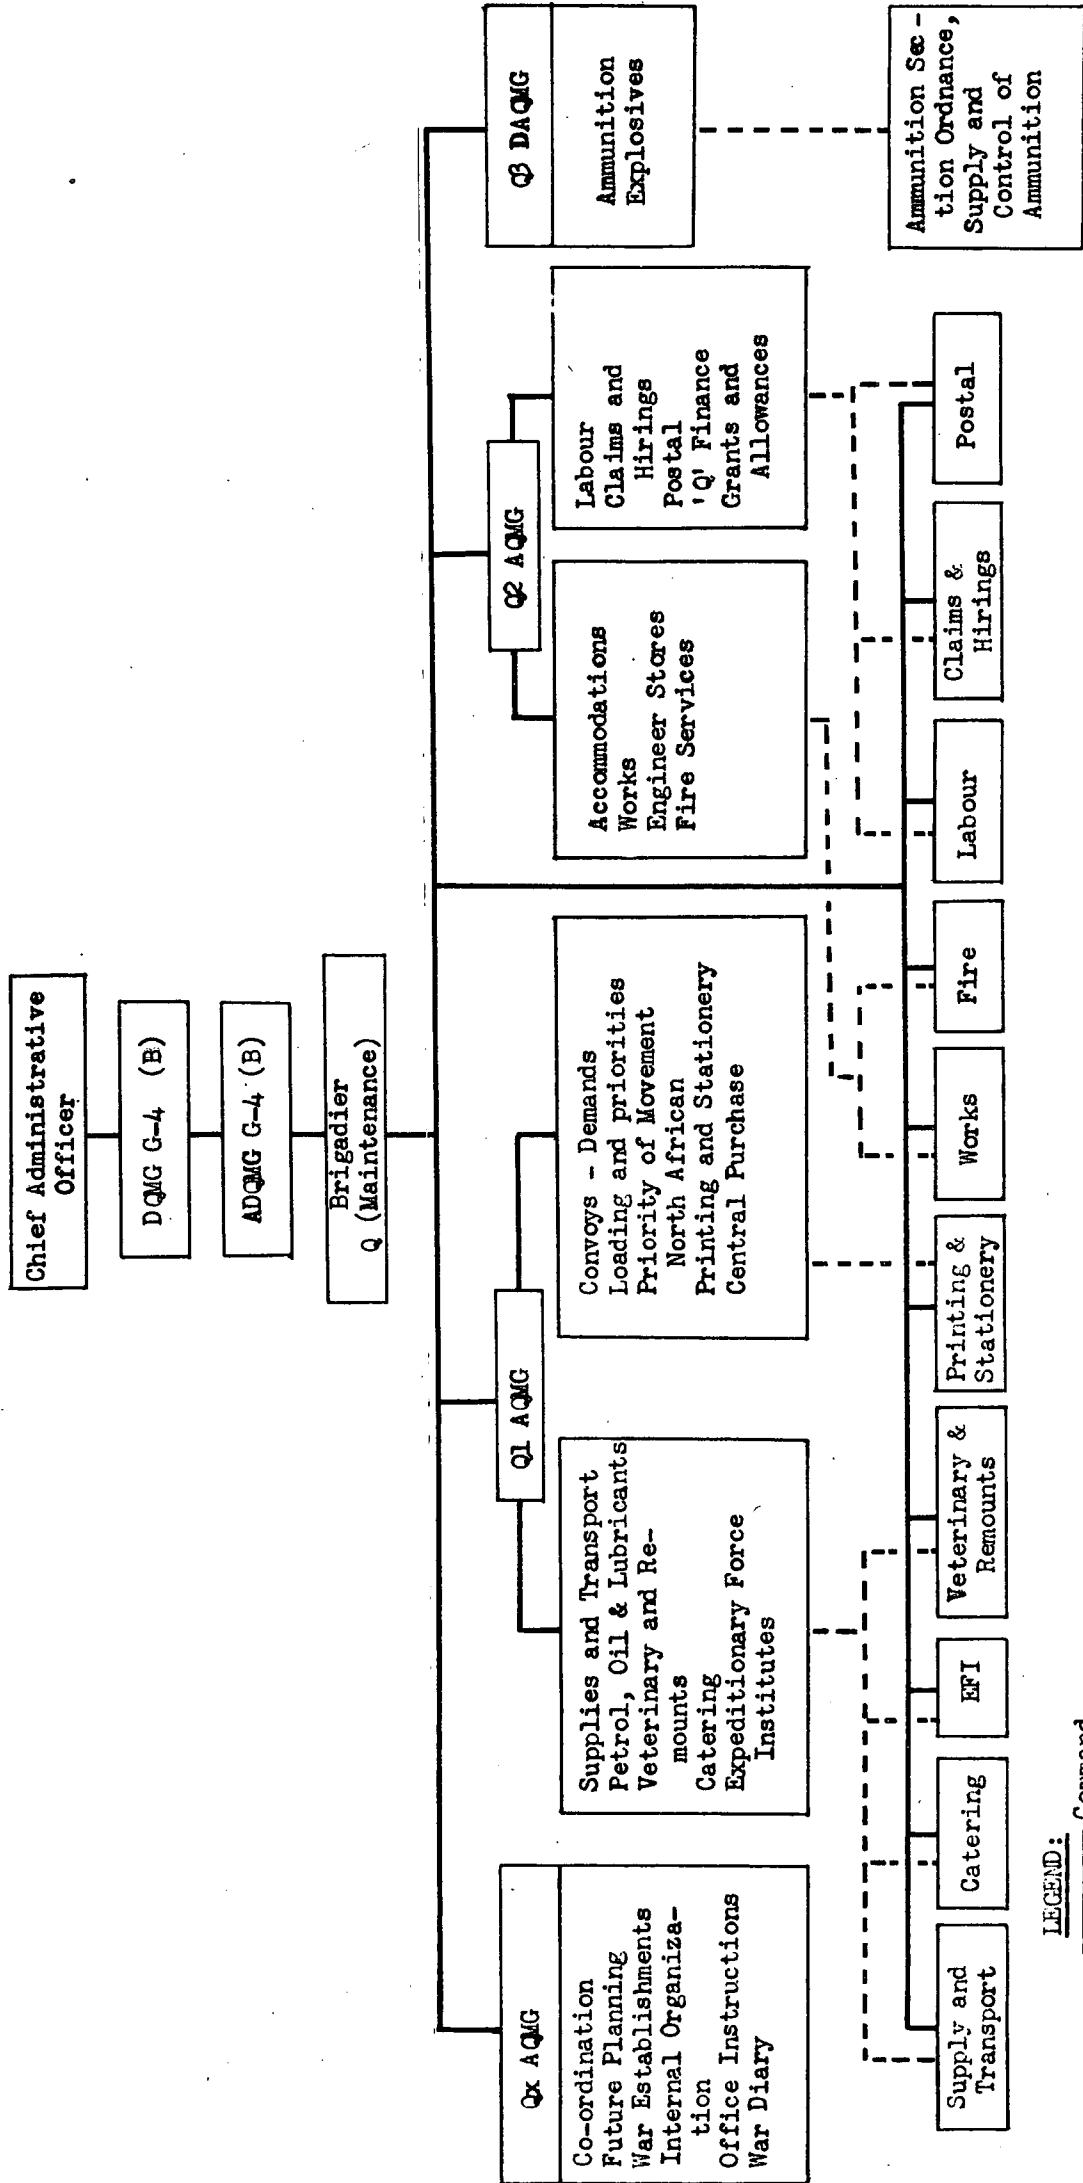 Chief Administrative
Officer
DQMG G-4 (B)
ADQMG G-4 (B)
Brigadier
Q (Maintenance)
Qx AQMG
Co-ordination
Future Planning
War Establishments
Internal Organiza-
tion
Office Instructions
War Diary
Q1 AQMG
Supplies and Transport
Petrol, Oil & Lubricants
Veterinary and Re-
mounts
Catering
Expeditionary Force
Institutes
Convoys - Demands
Loading and priorities
Priority of Movement
North African
Printing and Stationery
Central Purchase
Q2 AQMG
Accommodations
Works
Engineer Stores
Fire Services
Labour
Claims and
Hirings
Postal
'Q' Finance
Grants and
Allowances
Q3 DAQMG
Ammunition
Explosives
Ammunition Sec-
tion Ordnance,
Supply and
Control of
Ammunition
Supply and
Transport
Catering
EFI
Veterinary &
Remounts
Printing &
Stationery
Works
Fire
Labour
Claims &
Hirings
Postal
LEGEND:
Command